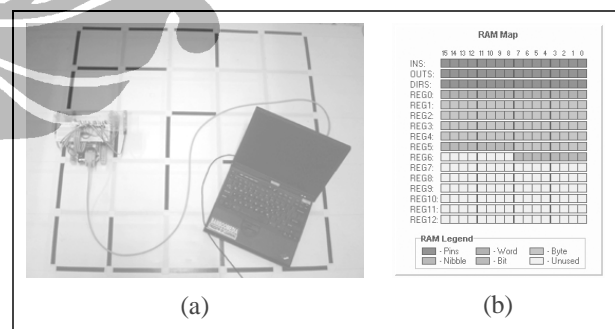 RAM Map
15 14 13 12 11 10 9 8 7 6 5 4 3 2 1 0
INS:
OUTS:
DIRS:
REG0:
REG1:
REG2:
REG3:
REG4:
REG5:
REG6:
REG7:
REG8:
REG9:
REG10:
REG11:
REG12:
RAM Legend
- Pins - Word - Byte
- Nibble - Bit - Unused
(a) (b)